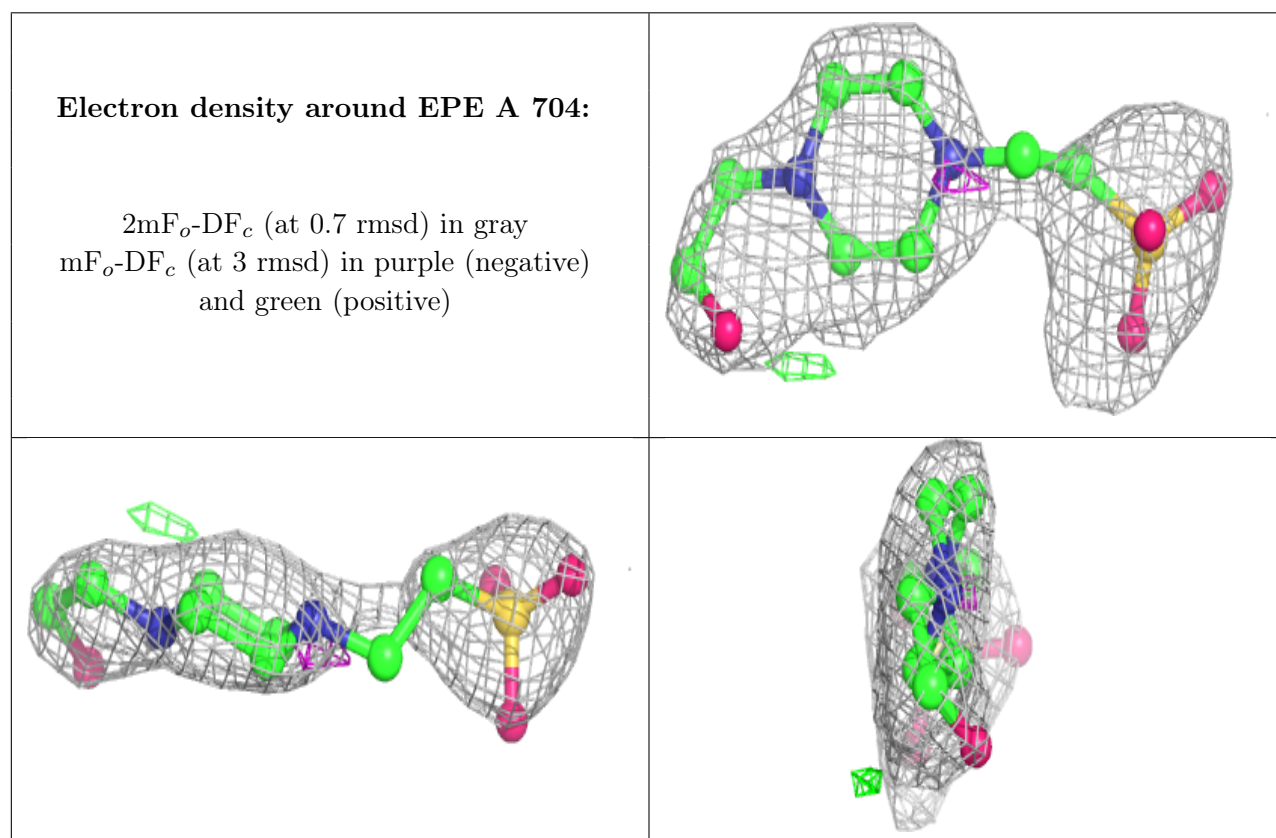 Electron density around EPE A 704:
2mFₒ-DF𝒸 (at 0.7 rmsd) in gray
mFₒ-DF𝒸 (at 3 rmsd) in purple (negative)
and green (positive)